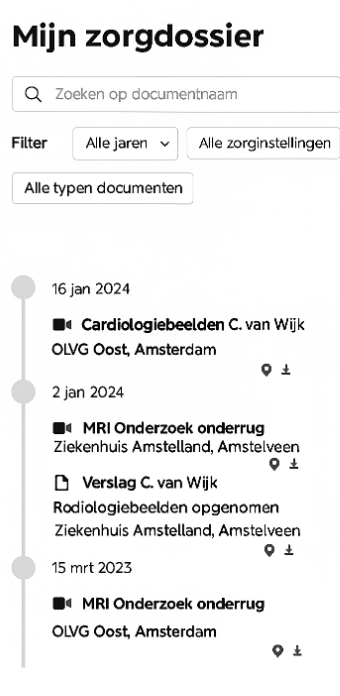 Mijn zorgdossier
Zoeken op documentnaam
Filter Alle jaren Alle zorginstellingen
Alle typen documenten
16 jan 2024
Cardiologiebeelden C. van Wijk
OLVG Oost, Amsterdam
2 jan 2024
MRI Onderzoek onderrug
Ziekenhuis Amstelland, Amstelveen
Verslag C. van Wijk
Rodiologiebeelden opgenomen
Ziekenhuis Amstelland, Amstelveen
15 mrt 2023
MRI Onderzoek onderrug
OLVG Oost, Amsterdam